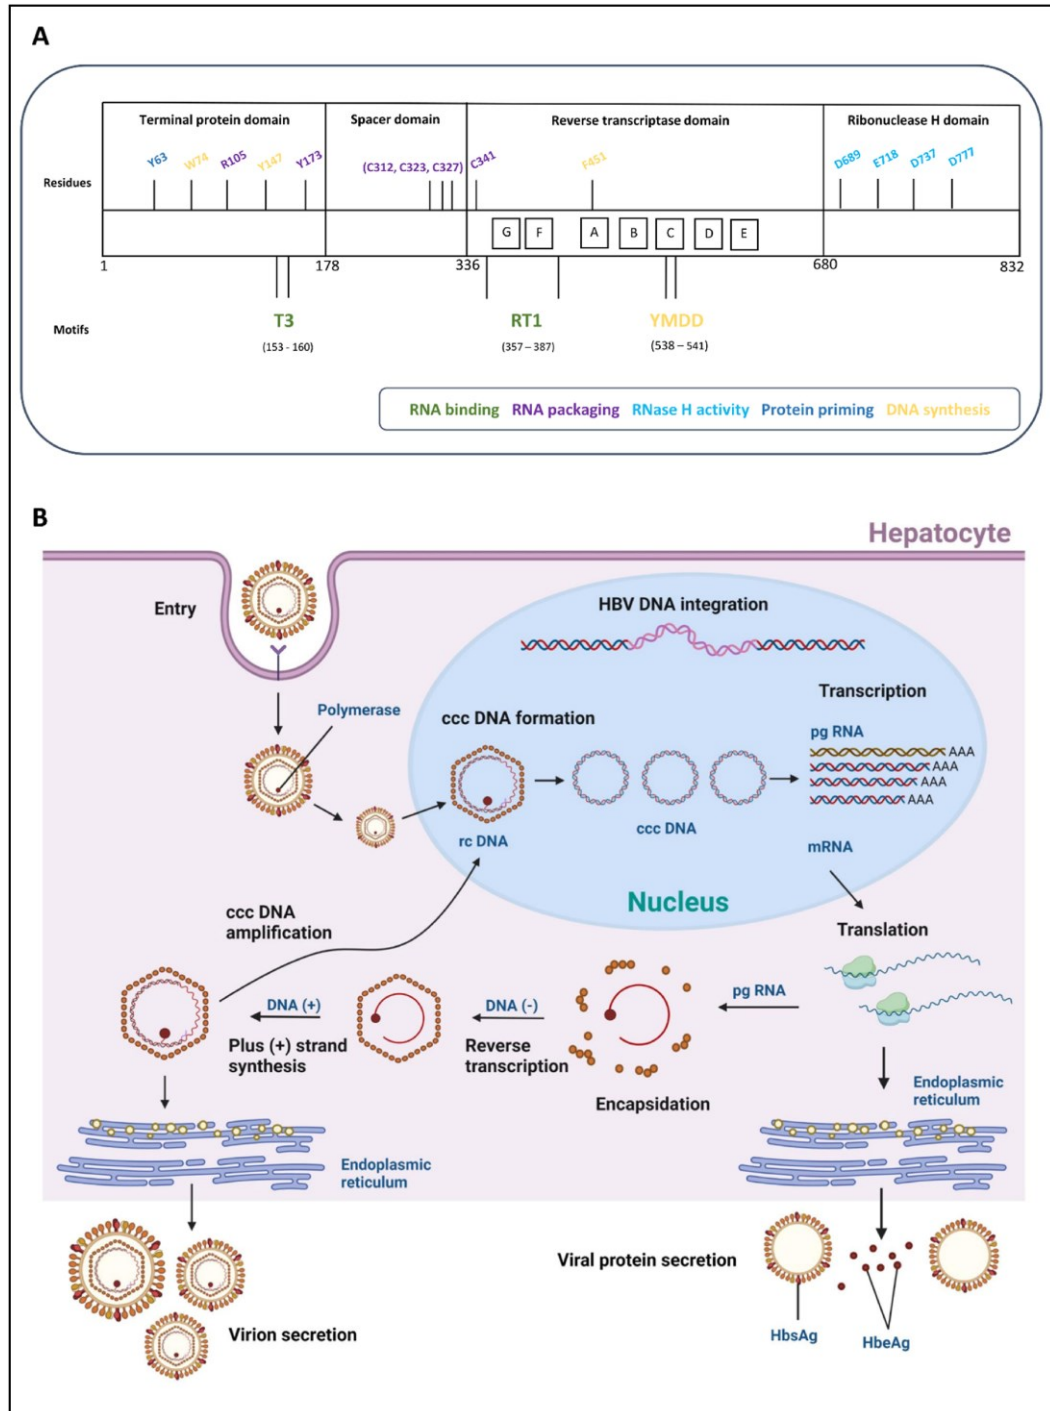 A
Terminal protein domain
Spacer domain
Reverse transcriptase domain
Ribonuclease H domain
Residues
Y63
W74
R105
Y147
Y173
(C312, C323, C327)
C341
F451
D689
E718
D737
D777
G
F
A
B
C
D
E
1
178
336
680
832
Motifs
T3
(153 - 160)
RT1
(357 – 387)
YMDD
(538 – 541)
RNA binding RNA packaging RNase H activity Protein priming DNA synthesis
B
Hepatocyte
Entry
HBV DNA integration
Polymerase
ccc DNA formation
Transcription
pg RNA
AAA
AAA
AAA
AAA
rc DNA
ccc DNA
mRNA
Nucleus
ccc DNA
amplification
Translation
DNA (+)
Plus (+) strand
synthesis
DNA (-)
Reverse
transcription
pg RNA
Encapsidation
Endoplasmic
reticulum
Endoplasmic
reticulum
Viral protein secretion
Virion secretion
HbsAg
HbeAg